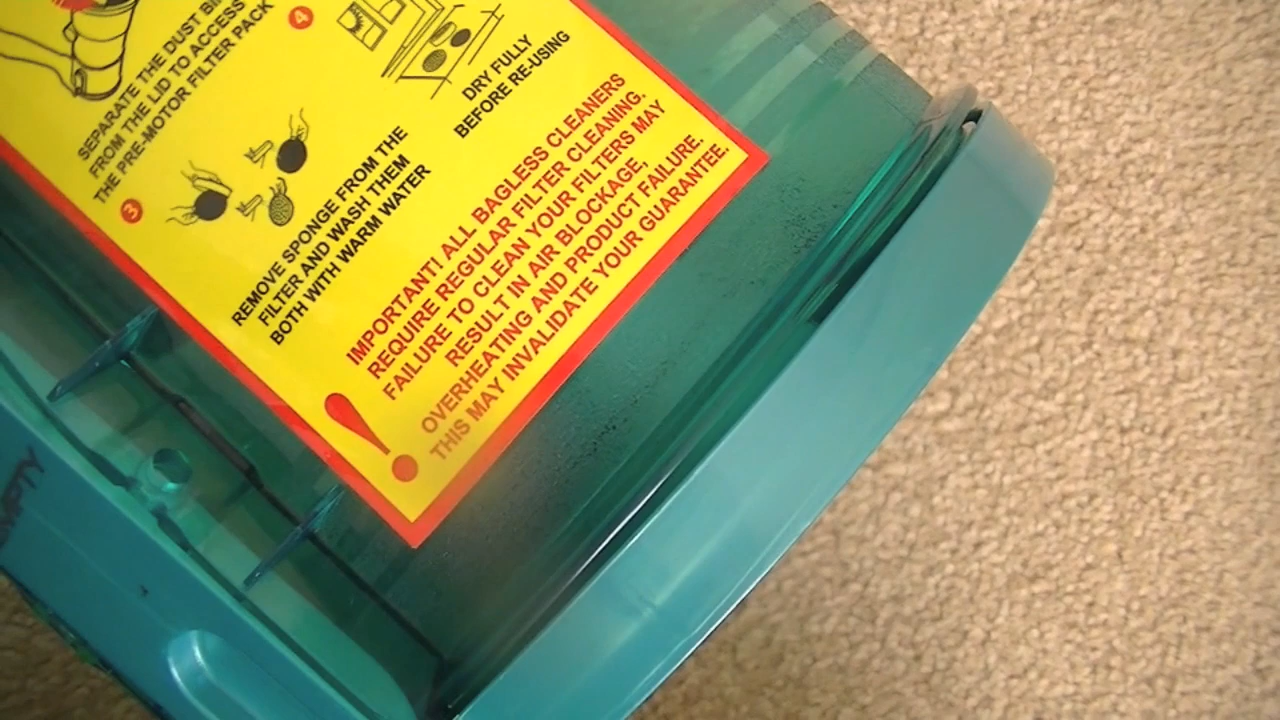 SEPARATE THE DUST
FROM THE LID TO ACCESS
THE PRE-MOTOR FILTER PACK
4
DRY FULLY
BEFORE RE-USING
3
REMOVE SPONGE FROM THE
FILTER AND WASH THEM
BOTH WITH WARM WATER
IMPORTANT! ALL BAGLESS CLEANERS
REQUIRE REGULAR FILTER CLEANING.
FAILURE TO CLEAN YOUR FILTERS MAY
RESULT IN AIR BLOCKAGE,
OVERHEATING AND PRODUCT FAILURE.
THIS MAY INVALIDATE YOUR GUARANTEE.
!